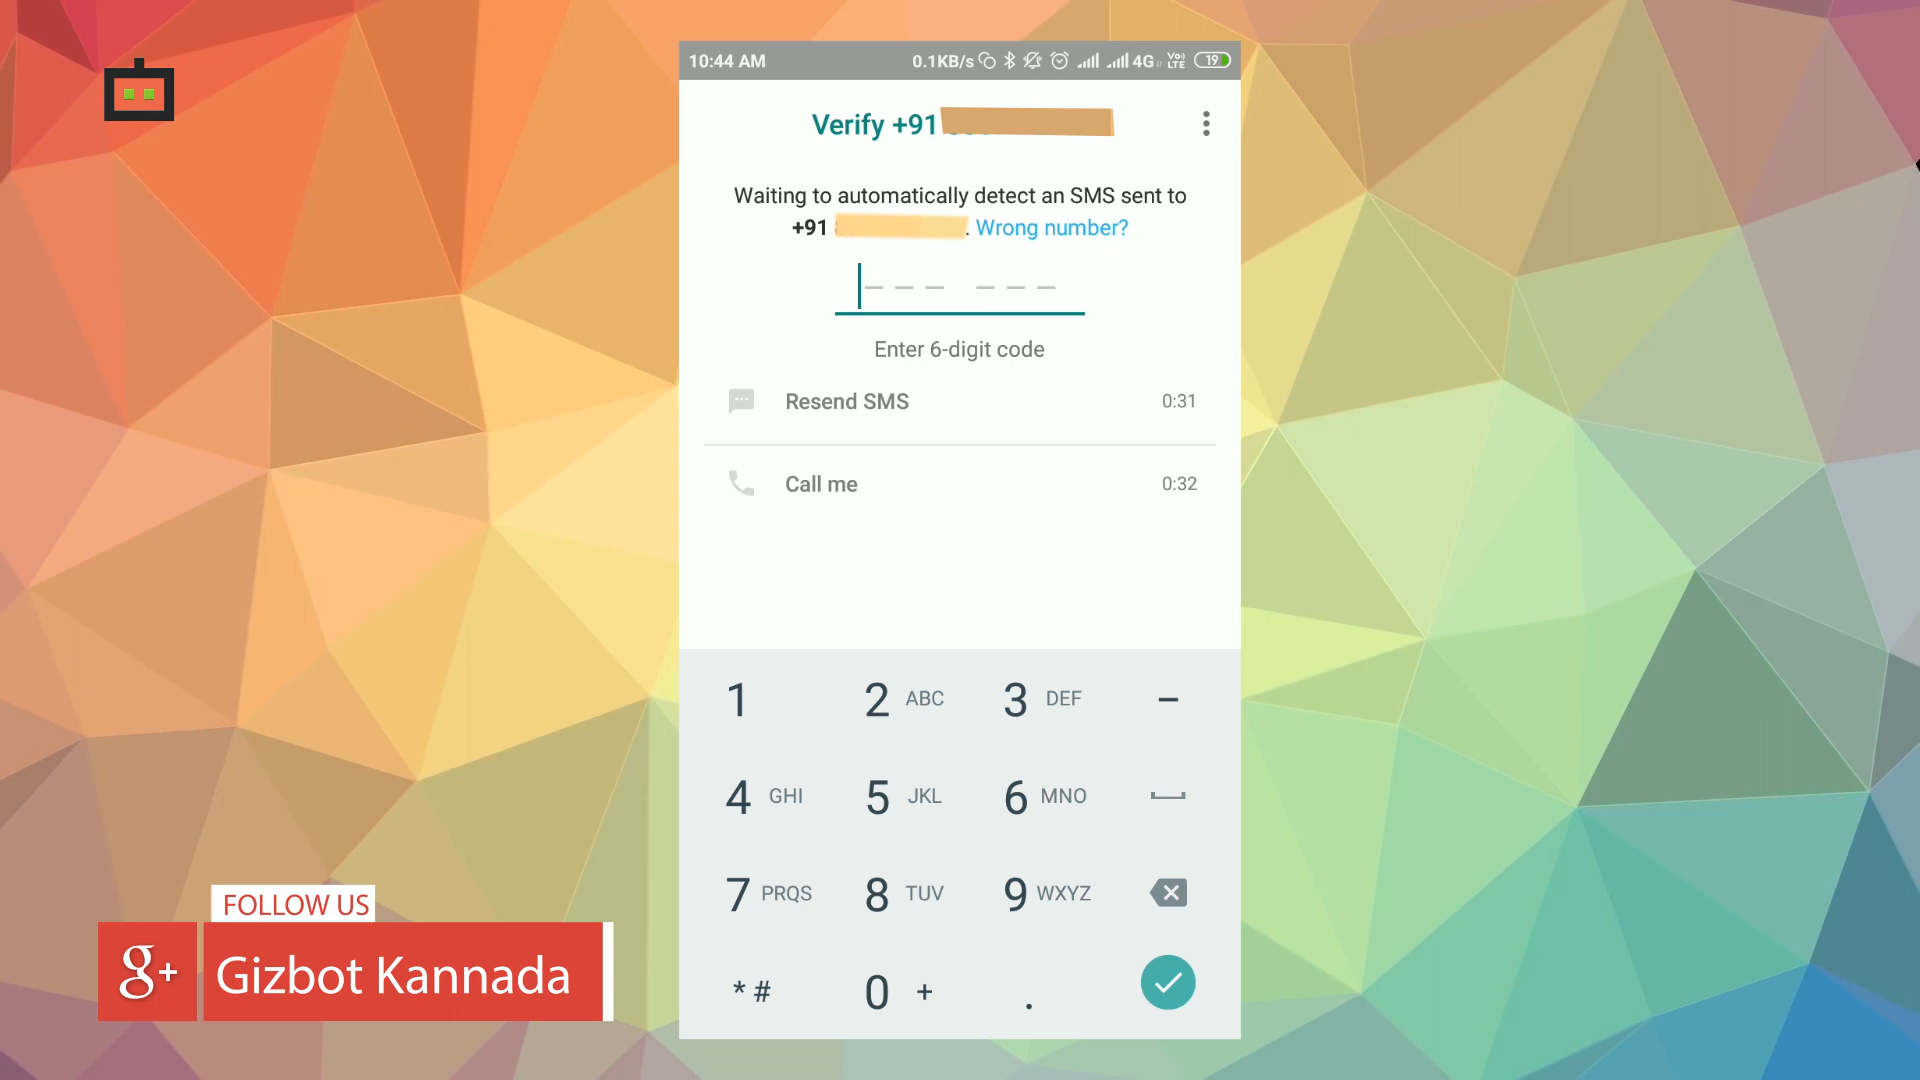 10:44 AM 0.1KB/s 4G Vo) LTE 19
Verify +91
Waiting to automatically detect an SMS sent to
+91 . Wrong number?
Enter 6-digit code
Resend SMS 0:31
Call me 0:32
1 2 ABC 3 DEF –
4 GHI 5 JKL 6 MNO
7 PRQS 8 TUV 9 WXYZ
* # 0 + .
FOLLOW US
g+ Gizbot Kannada